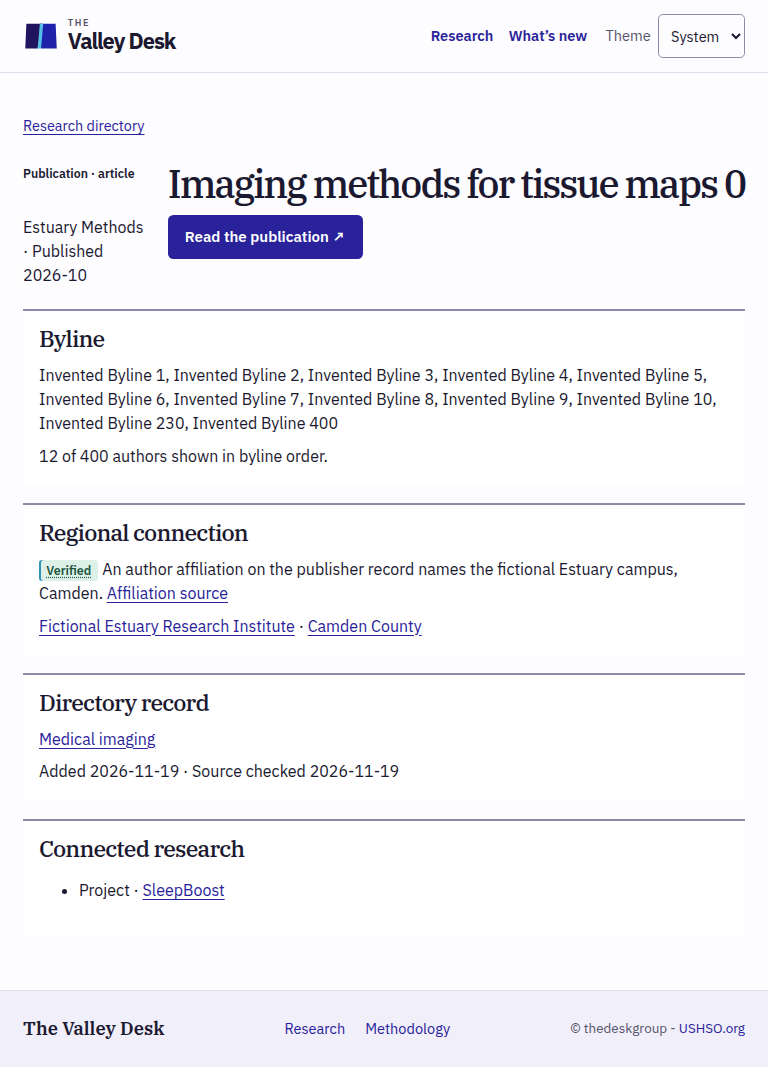 THE
Valley Desk
Research What’s new Theme System
Research directory
Publication · article
Imaging methods for tissue maps 0
Estuary Methods
· Published
2026-10
Read the publication ↗
Byline
Invented Byline 1, Invented Byline 2, Invented Byline 3, Invented Byline 4, Invented Byline 5,
Invented Byline 6, Invented Byline 7, Invented Byline 8, Invented Byline 9, Invented Byline 10,
Invented Byline 230, Invented Byline 400
12 of 400 authors shown in byline order.
Regional connection
Verified An author affiliation on the publisher record names the fictional Estuary campus,
Camden. Affiliation source
Fictional Estuary Research Institute · Camden County
Directory record
Medical imaging
Added 2026-11-19 · Source checked 2026-11-19
Connected research
• Project · SleepBoost
The Valley Desk
Research Methodology
© thedeskgroup - USHSO.org